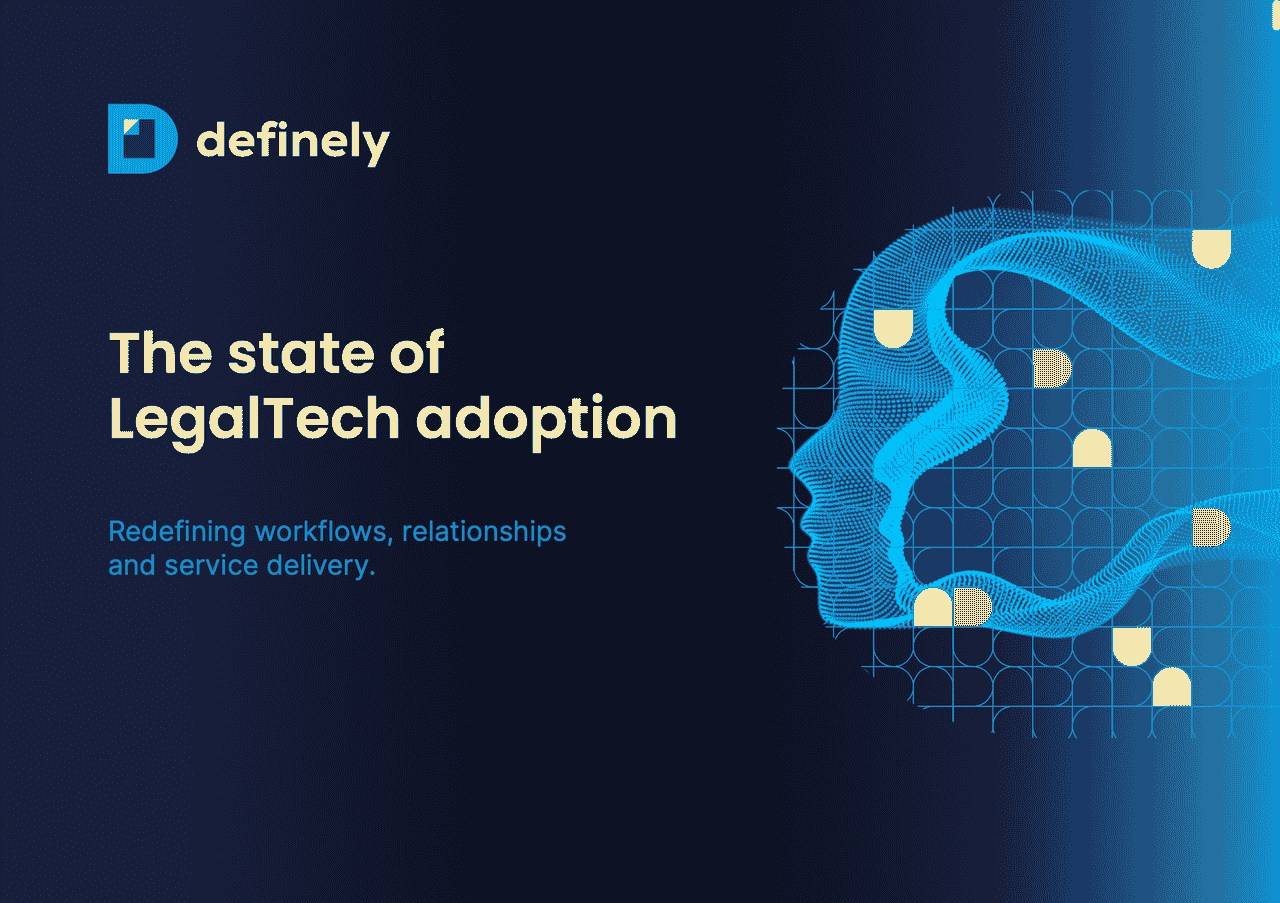 definely
The state of
LegalTech adoption
Redefining workflows, relationships
and service delivery.